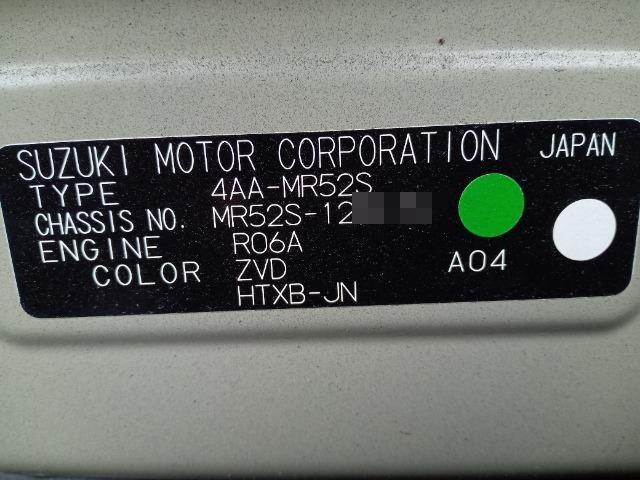 SUZUKI MOTOR CORPORATION JAPAN
TYPE 4AA-MR52S
CHASSIS NO. MR52S-12
ENGINE R06A
COLOR ZVD A04
HTXB-JN